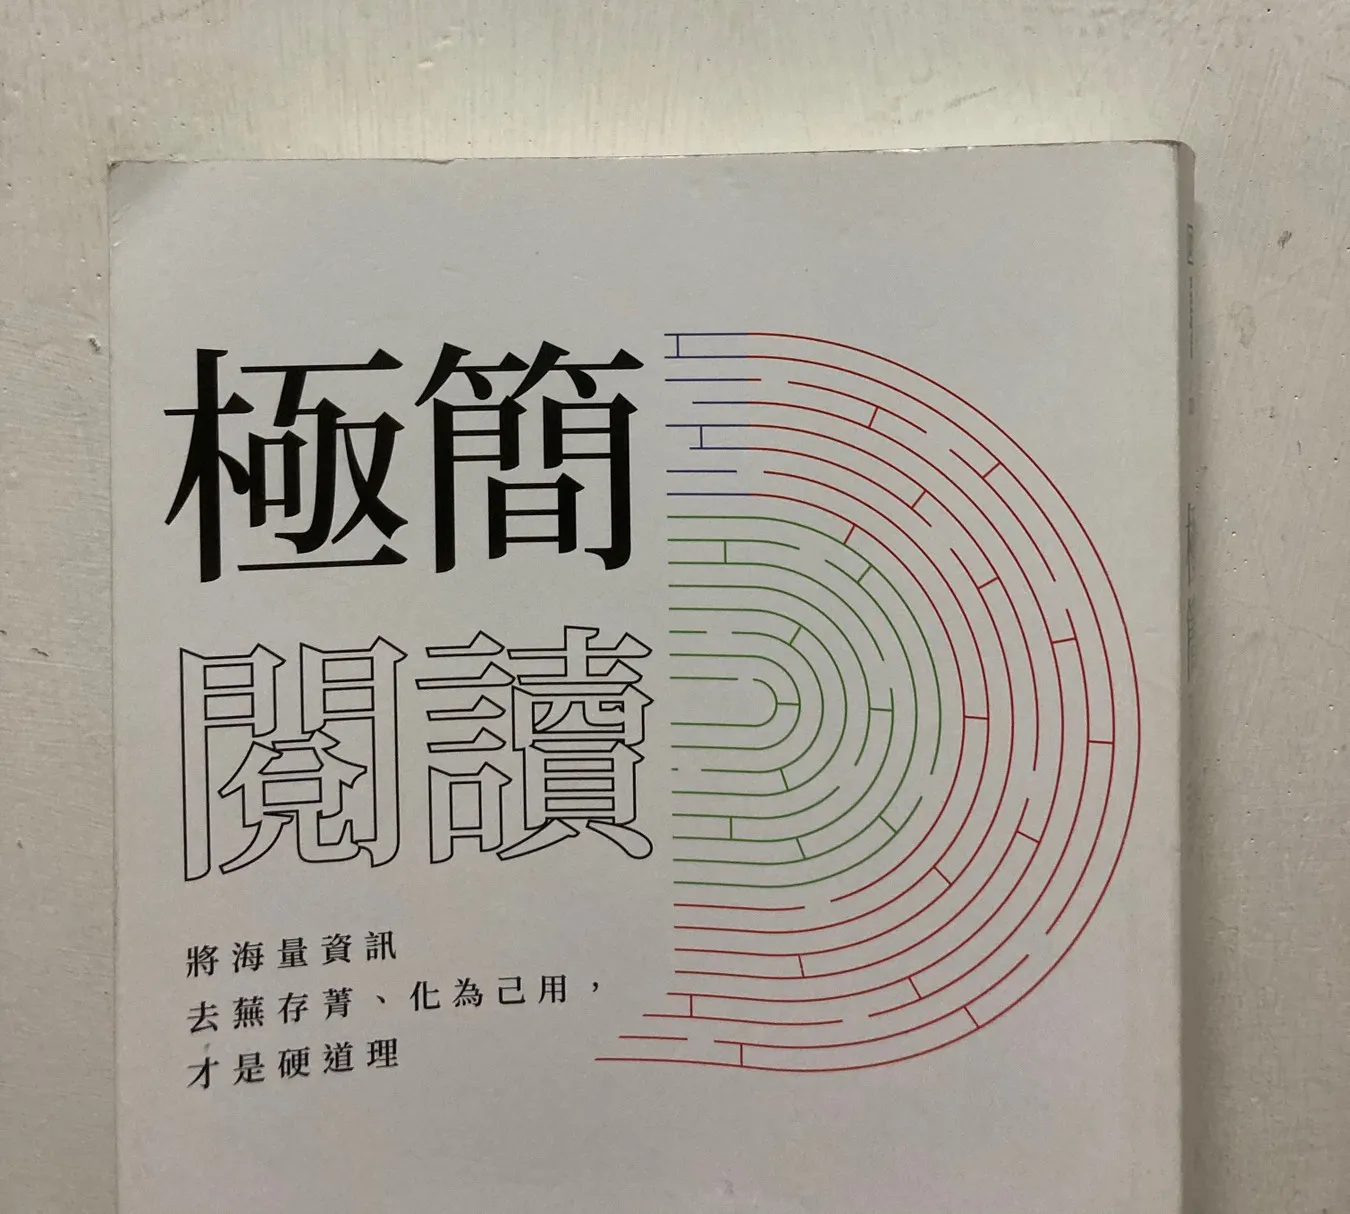 極簡
閱讀
將海量資訊
去蕪存菁、化為己用，
才是硬道理